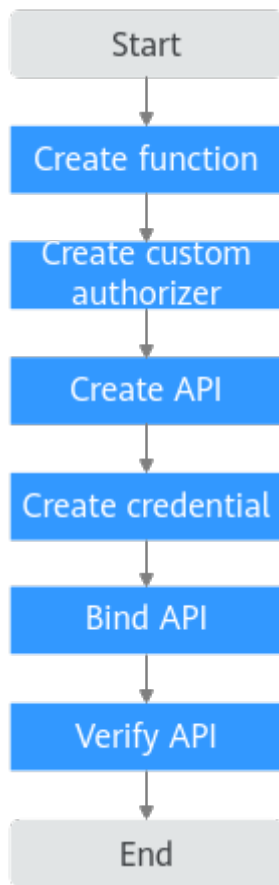 Start
Create function
Create custom
authorizer
Create API
Create credential
Bind API
Verify API
End